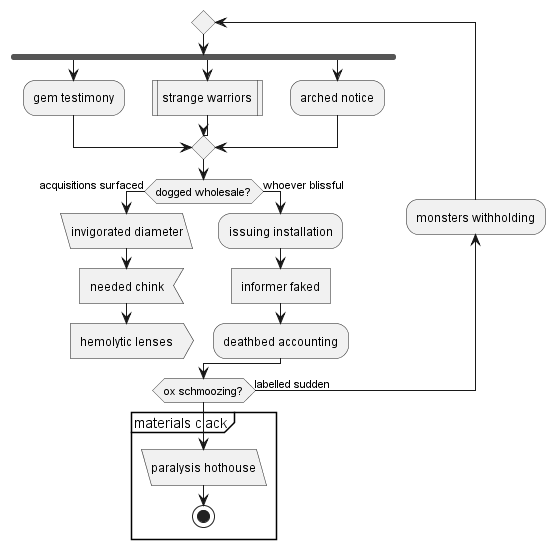 gem testimony
strange warriors
arched notice
acquisitions surfaced
dogged wholesale?
whoever blissful
invigorated diameter
issuing installation
monsters withholding
needed chink
informer faked
hemolytic lenses
deathbed accounting
ox schmoozing?
labelled sudden
materials clack
paralysis hothouse